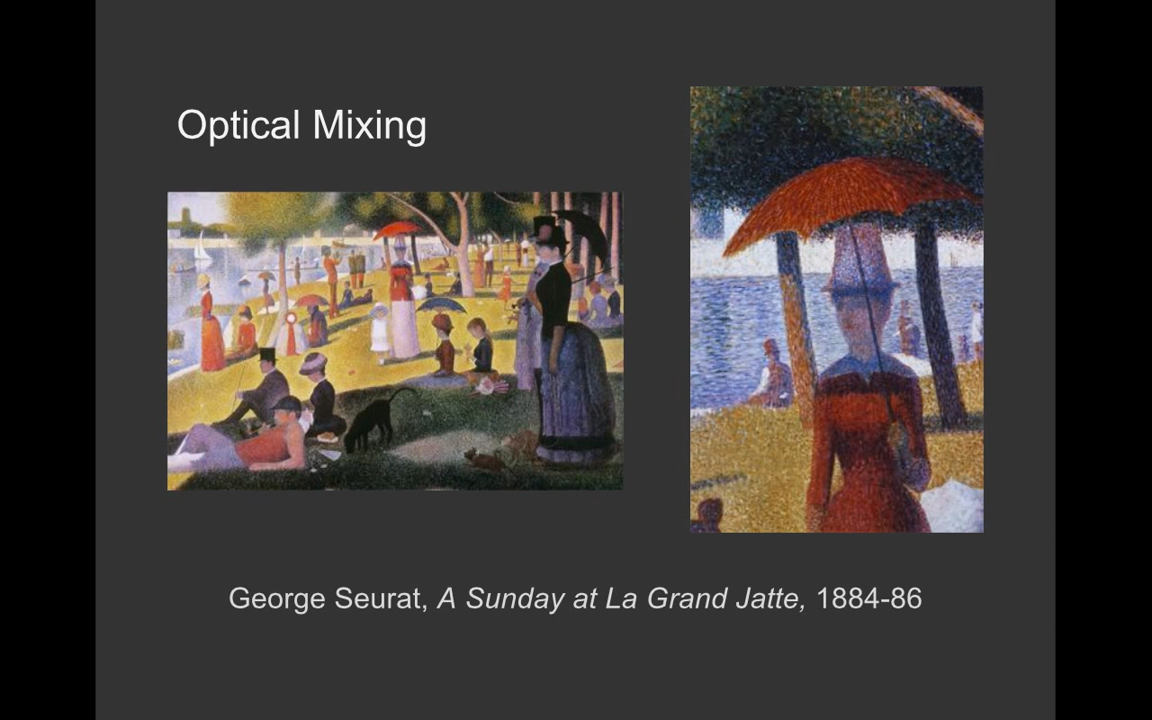 Optical Mixing
George Seurat, A Sunday at La Grand Jatte, 1884-86